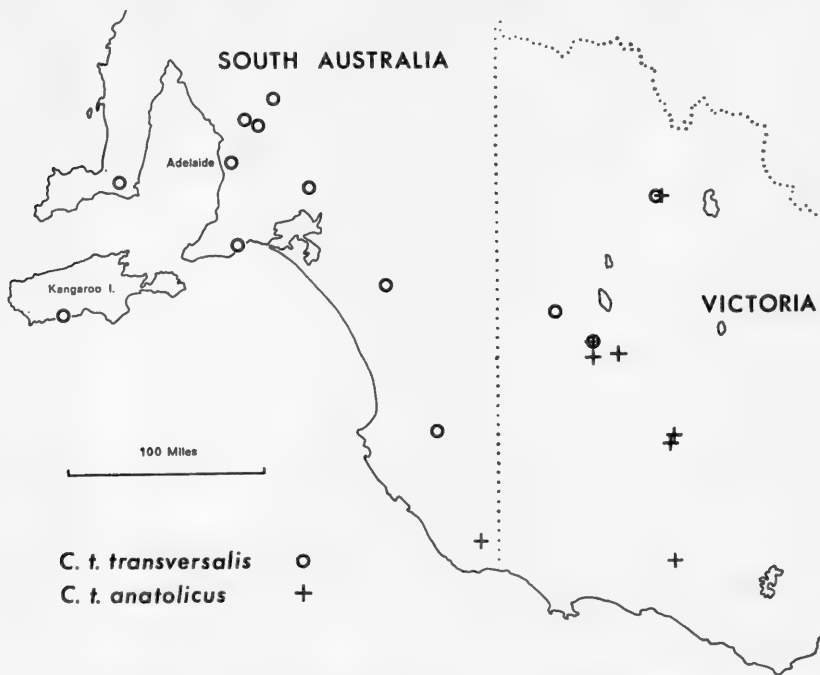 SOUTH AUSTRALIA
Adelaide
Kangaroo I.
VICTORIA
100 Miles
C. t. transversalis
C. t. anatolicus